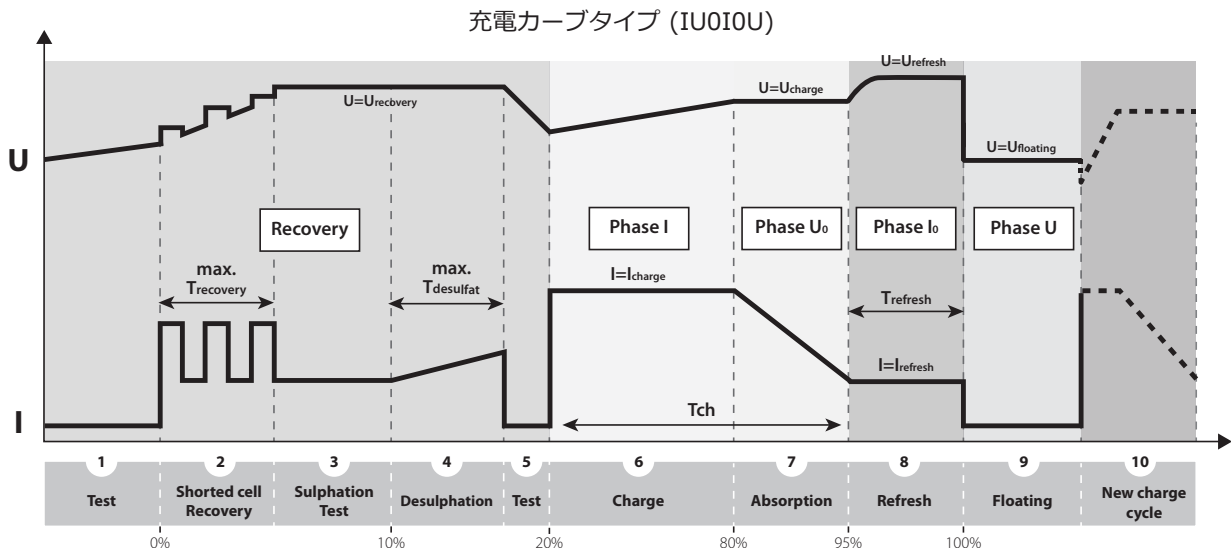 充電カーブタイプ (IU0I0U)
U=Urefresh
U=Urecovery
U=Ucharge
U=Ufloating
U
Recovery
Phase I
Phase U₀
Phase I₀
Phase U
max.
Trecovery
max.
Tdesulfat
I=Icharge
Trefresh
I=Irefresh
Tch
I
1 2 3 4 5 6 7 8 9 10
Test
Shorted cell
Recovery
Sulphation
Test
Desulphation
Test
Charge
Absorption
Refresh
Floating
New charge
cycle
0% 10% 20% 80% 95% 100%